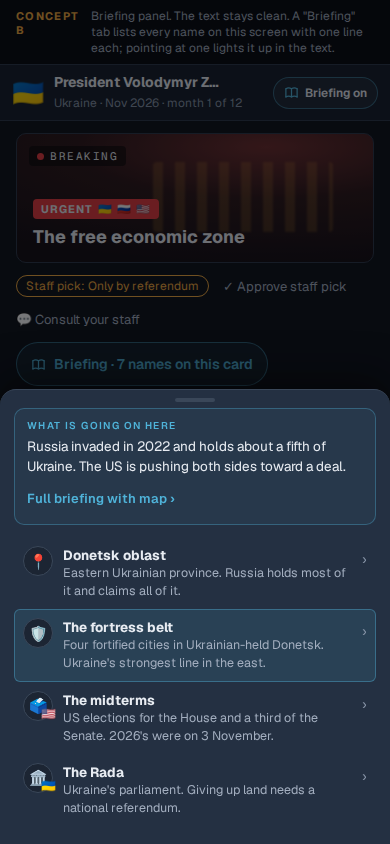 CONCEPT B
Briefing panel. The text stays clean. A "Briefing"
tab lists every name on this screen with one line
each; pointing at one lights it up in the text.
President Volodymyr Z...
Ukraine · Nov 2026 · month 1 of 12
Briefing on
BREAKING
URGENT
The free economic zone
Staff pick: Only by referendum
✓ Approve staff pick
Consult your staff
Briefing · 7 names on this card
WHAT IS GOING ON HERE
Russia invaded in 2022 and holds about a fifth of
Ukraine. The US is pushing both sides toward a deal.
Full briefing with map ›
Donetsk oblast
Eastern Ukrainian province. Russia holds most of
it and claims all of it.
The fortress belt
Four fortified cities in Ukrainian-held Donetsk.
Ukraine's strongest line in the east.
The midterms
US elections for the House and a third of the
Senate. 2026's were on 3 November.
The Rada
Ukraine's parliament. Giving up land needs a
national referendum.